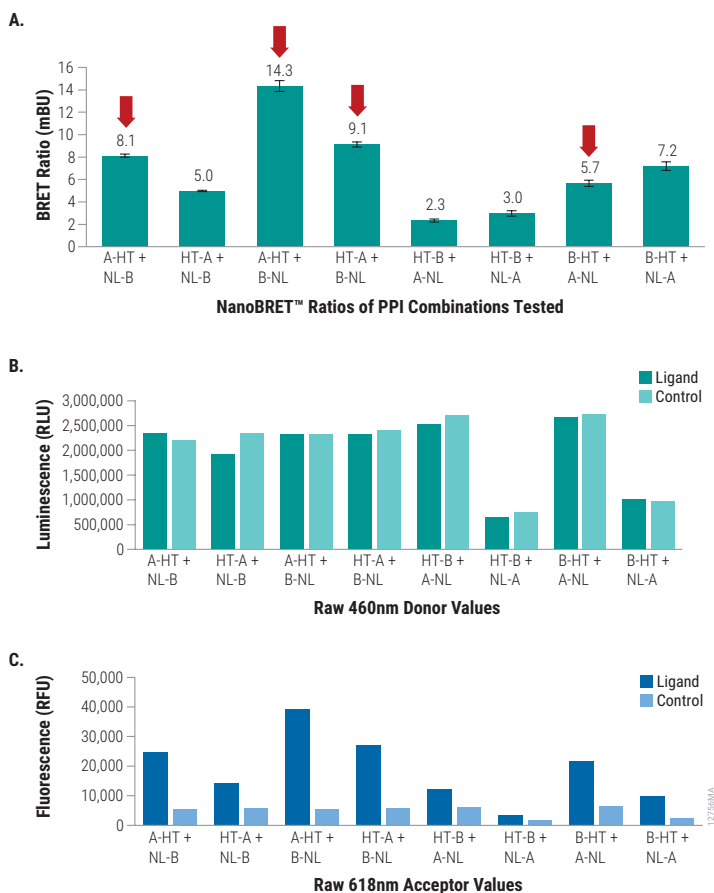 A.
BRET Ratio (mBU)
16
14
12
10
8
6
4
2
0
8.1
5.0
14.3
9.1
2.3
3.0
5.7
7.2
A-HT + NL-B
HT-A + NL-B
A-HT + B-NL
HT-A + B-NL
HT-B + A-NL
HT-B + NL-A
B-HT + A-NL
B-HT + NL-A
NanoBRET™ Ratios of PPI Combinations Tested
B.
Ligand
Control
Luminescence (RLU)
3,000,000
2,500,000
2,000,000
1,500,000
1,000,000
500,000
0
A-HT + NL-B
HT-A + NL-B
A-HT + B-NL
HT-A + B-NL
HT-B + A-NL
HT-B + NL-A
B-HT + A-NL
B-HT + NL-A
Raw 460nm Donor Values
C.
Ligand
Control
Fluorescence (RFU)
50,000
40,000
30,000
20,000
10,000
0
A-HT + NL-B
HT-A + NL-B
A-HT + B-NL
HT-A + B-NL
HT-B + A-NL
HT-B + NL-A
B-HT + A-NL
B-HT + NL-A
Raw 618nm Acceptor Values
12756MA